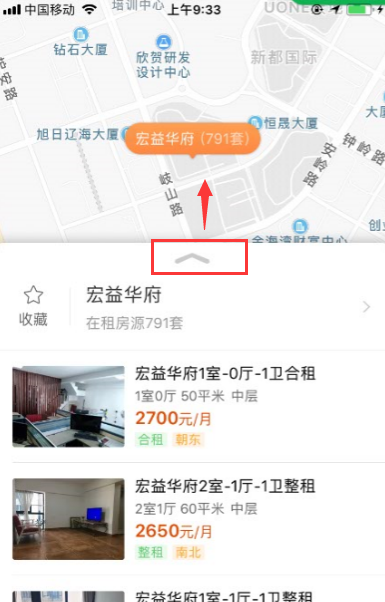 中国移动
上午9:33
培训中心
UONE
钻石大厦
欣贺研发
设计中心
新都国际
岐安路
旭日辽海大厦
宏益华府 (791套)
恒晟商大厦
大厦
钟岭路
安岭路
岐山路
创业
金海湾财富中心
收藏
宏益华府
在租房源791套
宏益华府1室-0厅-1卫合租
1室0厅 50平米 中层
2700元/月
合租 朝东
宏益华府2室-1厅-1卫整租
2室1厅 60平米 中层
2650元/月
整租 南北
宏益华府1室-1厅-1卫整租